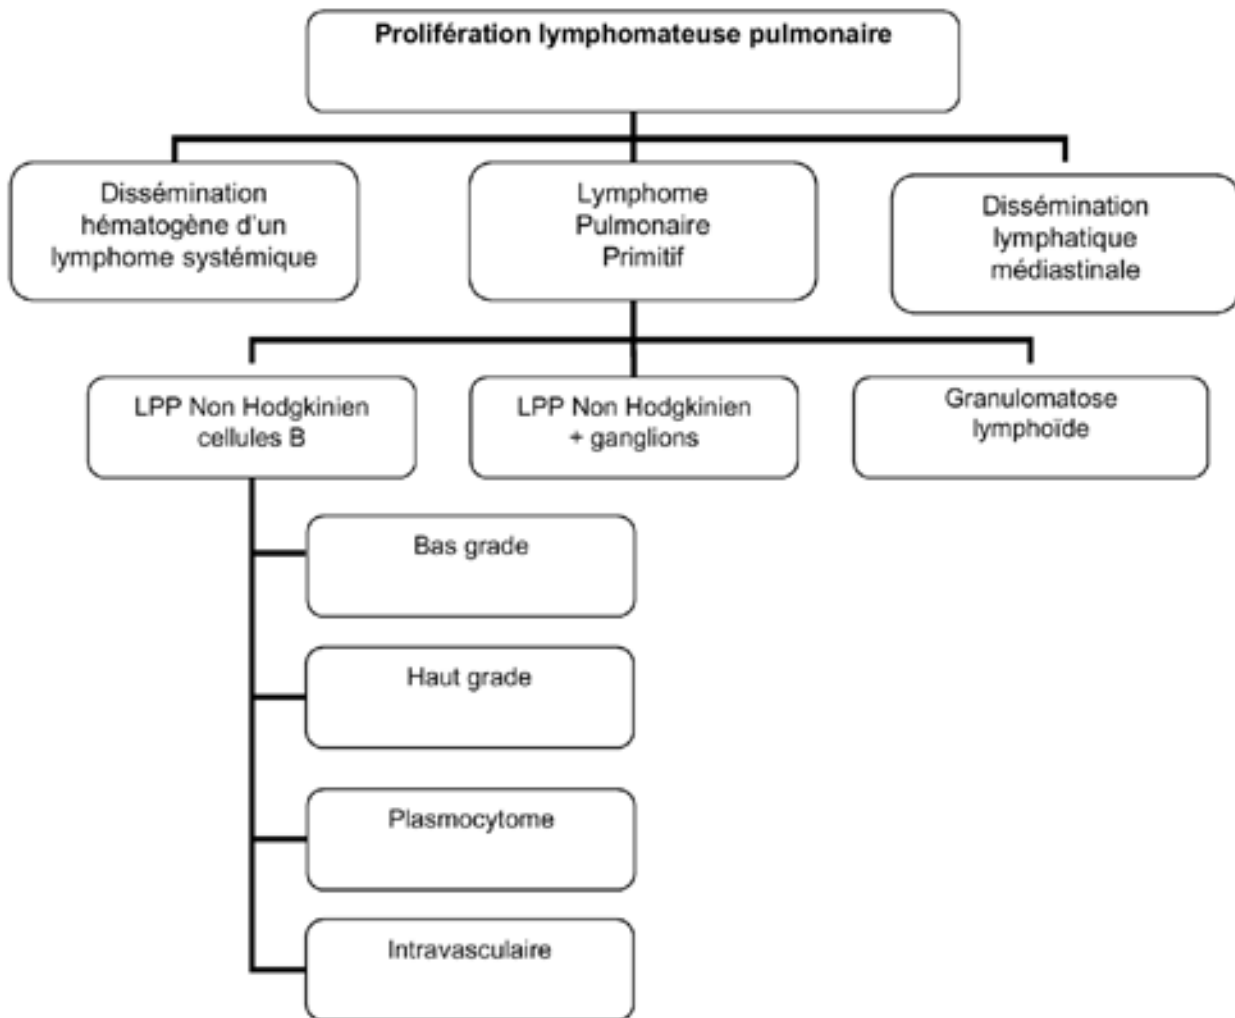 Prolifération lymphomateuse pulmonaire
Dissémination
hématogène d'un
lymphome systémique
Lymphome
Pulmonaire
Primitif
Dissémination
lymphatique
médiastinale
LPP Non Hodgkinien
cellules B
LPP Non Hodgkinien
+ ganglions
Granulomatose
lymphoïde
Bas grade
Haut grade
Plasmocytome
Intravasculaire